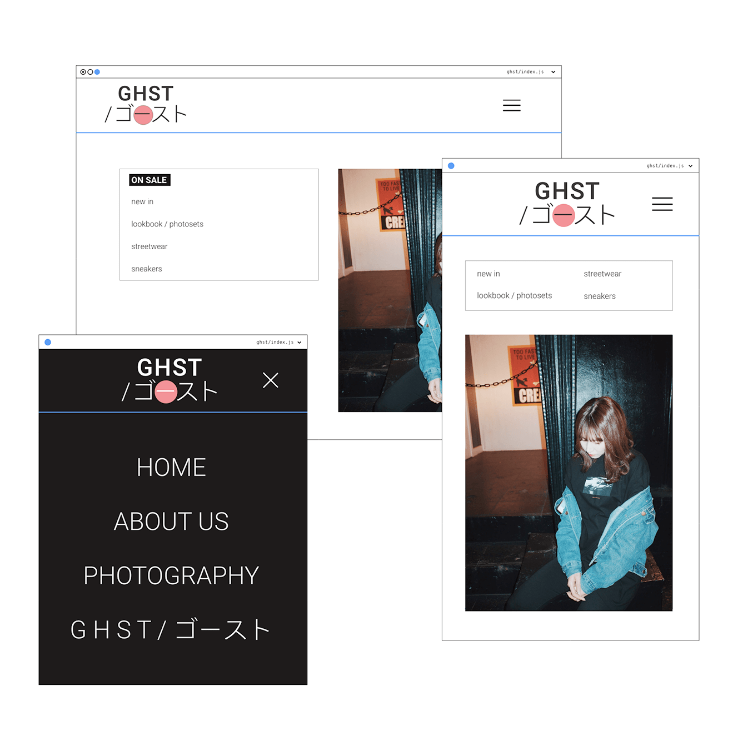 ghst/index.js
GHST
/ゴースト
ON SALE
new in
lookbook / photosets
streetwear
sneakers
CRE
ghst/index.js
GHST
/ゴースト
new in
streetwear
lookbook / photosets
sneakers
CRE
ghst/index.js
GHST
/ゴースト
HOME
ABOUT US
PHOTOGRAPHY
GHST/ゴースト